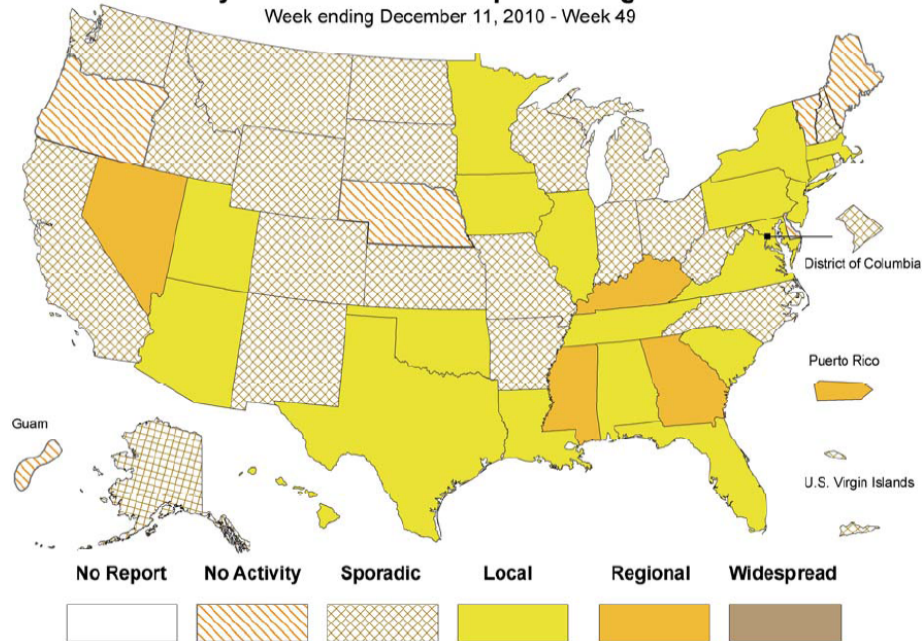 Week ending December 11, 2010 - Week 49
District of Columbia
Puerto Rico
Guam
U.S. Virgin Islands
No Report No Activity Sporadic Local Regional Widespread